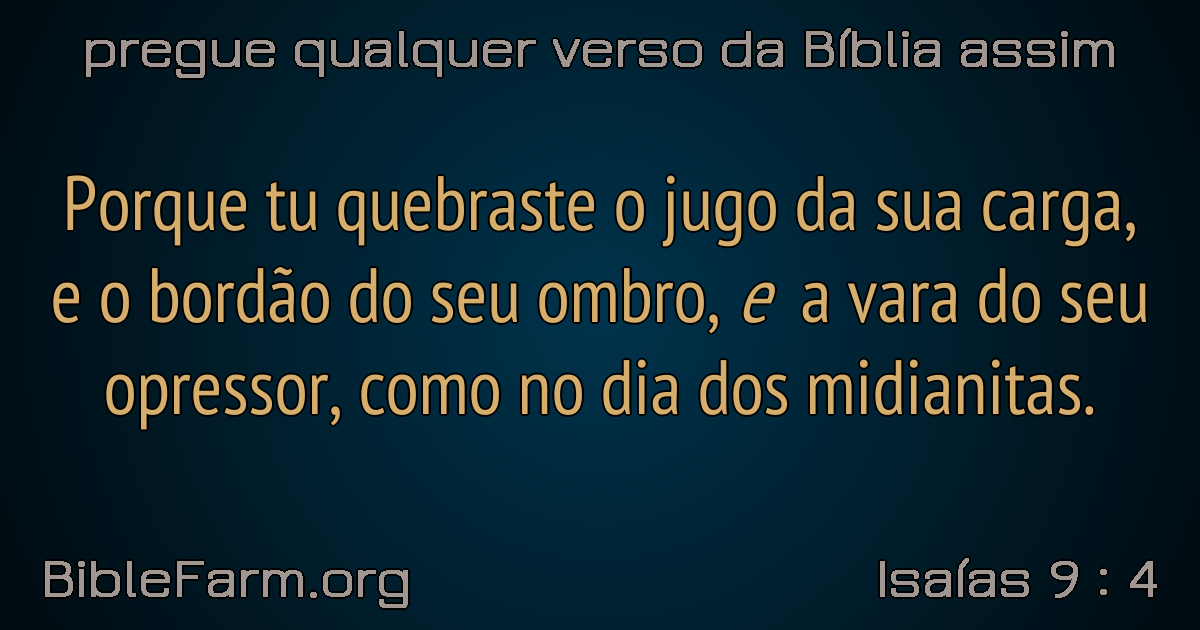 pregue qualquer verso da Bíblia assim
Porque tu quebraste o jugo da sua carga,
e o bordão do seu ombro, e a vara do seu
opressor, como no dia dos midianitas.
BibleFarm.org
Isaías 9 : 4